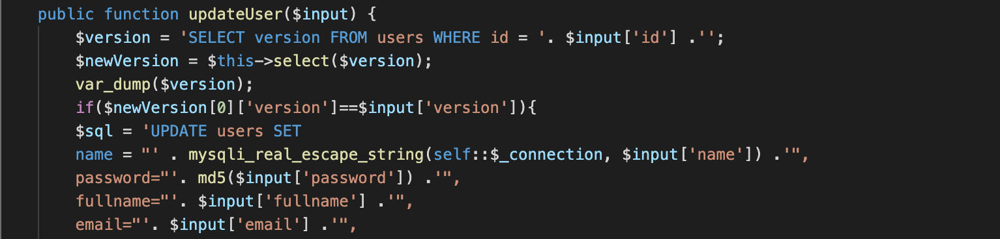 public function updateUser($input) {
$version = 'SELECT version FROM users WHERE id = '. $input['id'] .'';
$newVersion = $this->select($version);
var_dump($version);
if($newVersion[0]['version']==$input['version']){
$sql = 'UPDATE users SET
name = "' . mysqli_real_escape_string(self::$_connection, $input['name']) .'",
password="'. md5($input['password']) .'",
fullname="'. $input['fullname'] .'",
email="'. $input['email'] .'",